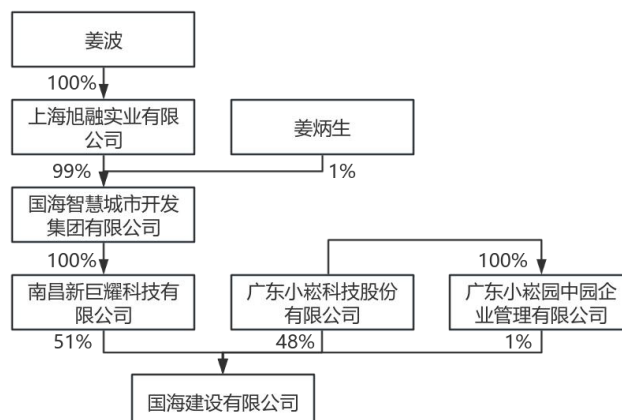 姜波
100%
上海旭融实业有限
公司
姜炳生
99%
1%
国海智慧城市开发
集团有限公司
100%
100%
南昌新巨耀科技有
限公司
广东小崧科技股份
有限公司
广东小崧园中园企
业管理有限公司
51%
48%
1%
国海建设有限公司